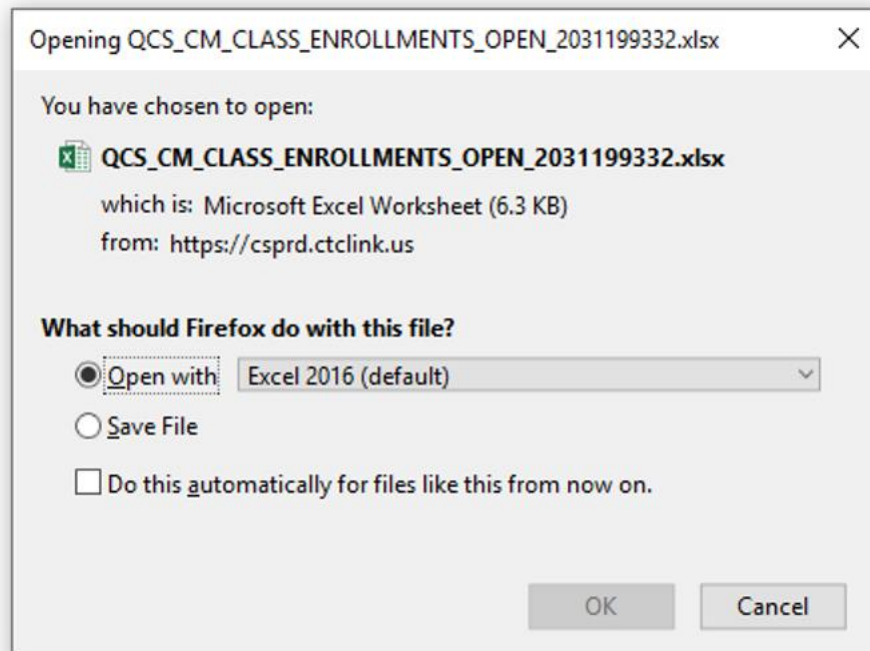 Opening QCS_CM_CLASS_ENROLLMENTS_OPEN_2031199332.xlsx
You have chosen to open:
QCS_CM_CLASS_ENROLLMENTS_OPEN_2031199332.xlsx
which is: Microsoft Excel Worksheet (6.3 KB)
from: https://csprd.ctclink.us
What should Firefox do with this file?
Open with Excel 2016 (default)
Save File
Do this automatically for files like this from now on.
OK Cancel